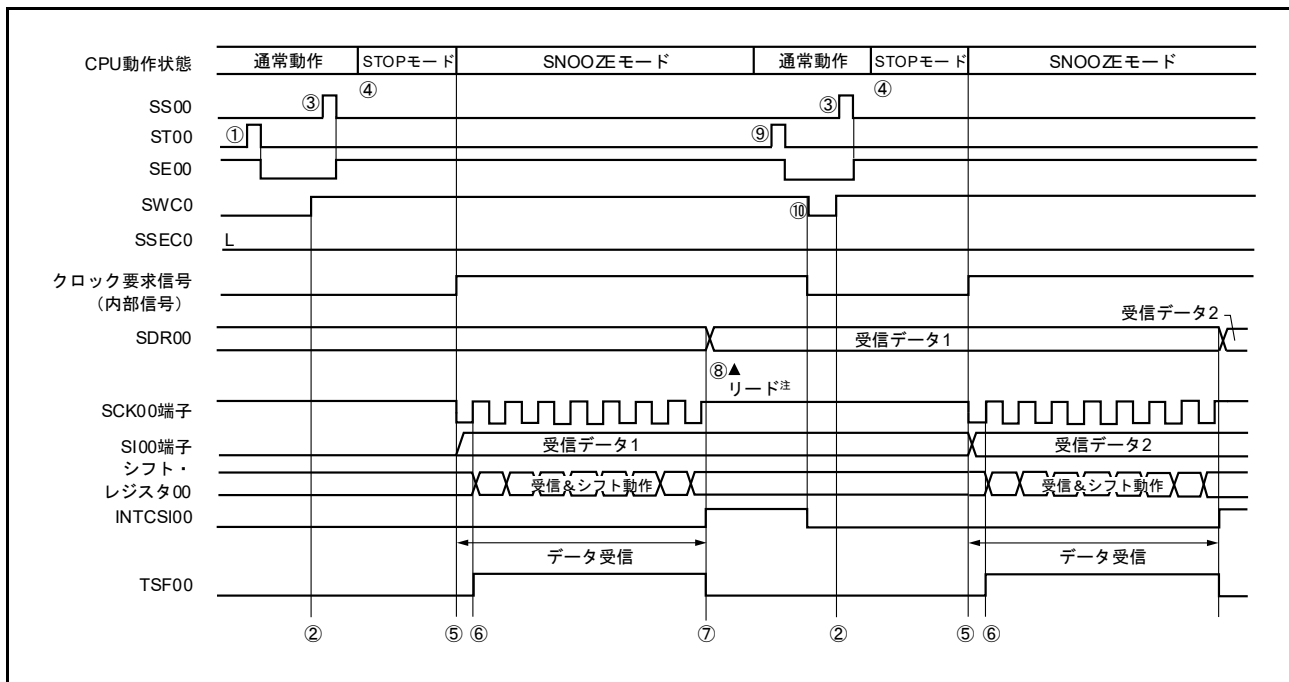 CPU動作状態 通常動作 STOPモード SNOOZEモード 通常動作 STOPモード SNOOZEモード
④ ④
SS00 ③ ③
ST00 ① ⑨
SE00
SWC0 ⑩
SSEC0 L
クロック要求信号
(内部信号)
受信データ2
SDR00 受信データ1
⑧▲
リード注
SCK00端子
SI00端子 受信データ1 受信データ2
シフト・
レジスタ00 受信&シフト動作 受信&シフト動作
INTCSI00
データ受信 データ受信
TSF00
② ⑤ ⑥ ⑦ ② ⑤ ⑥